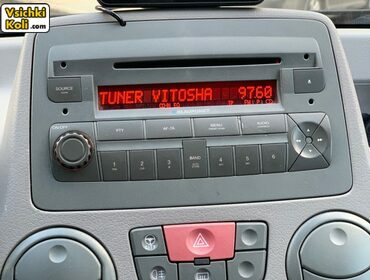 Vsichki
Koli.com
SOURCE
TUNER VITOSHA 97.60
BLAUPUNKT
ON/OFF
PTY
AF-TA
MENU
AUDIO
1
2
3
BAND
4
5
6